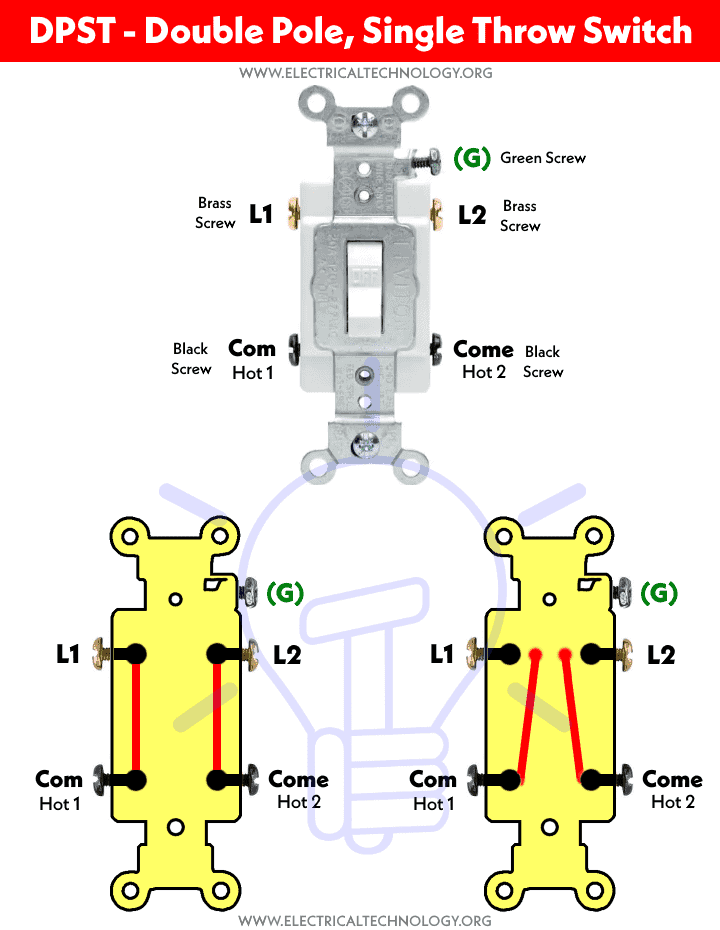 DPST - Double Pole, Single Throw Switch
WWW.ELECTRICALTECHNOLOGY.ORG
(G) Green Screw
Brass
Screw
L1
L2
Brass
Screw
OFF
LEVITON
Black
Screw
Com
Hot 1
Come
Hot 2
Black
Screw
(G)
L1
L2
Com
Hot 1
Come
Hot 2
(G)
L1
L2
Com
Hot 1
Come
Hot 2
WWW.ELECTRICALTECHNOLOGY.ORG